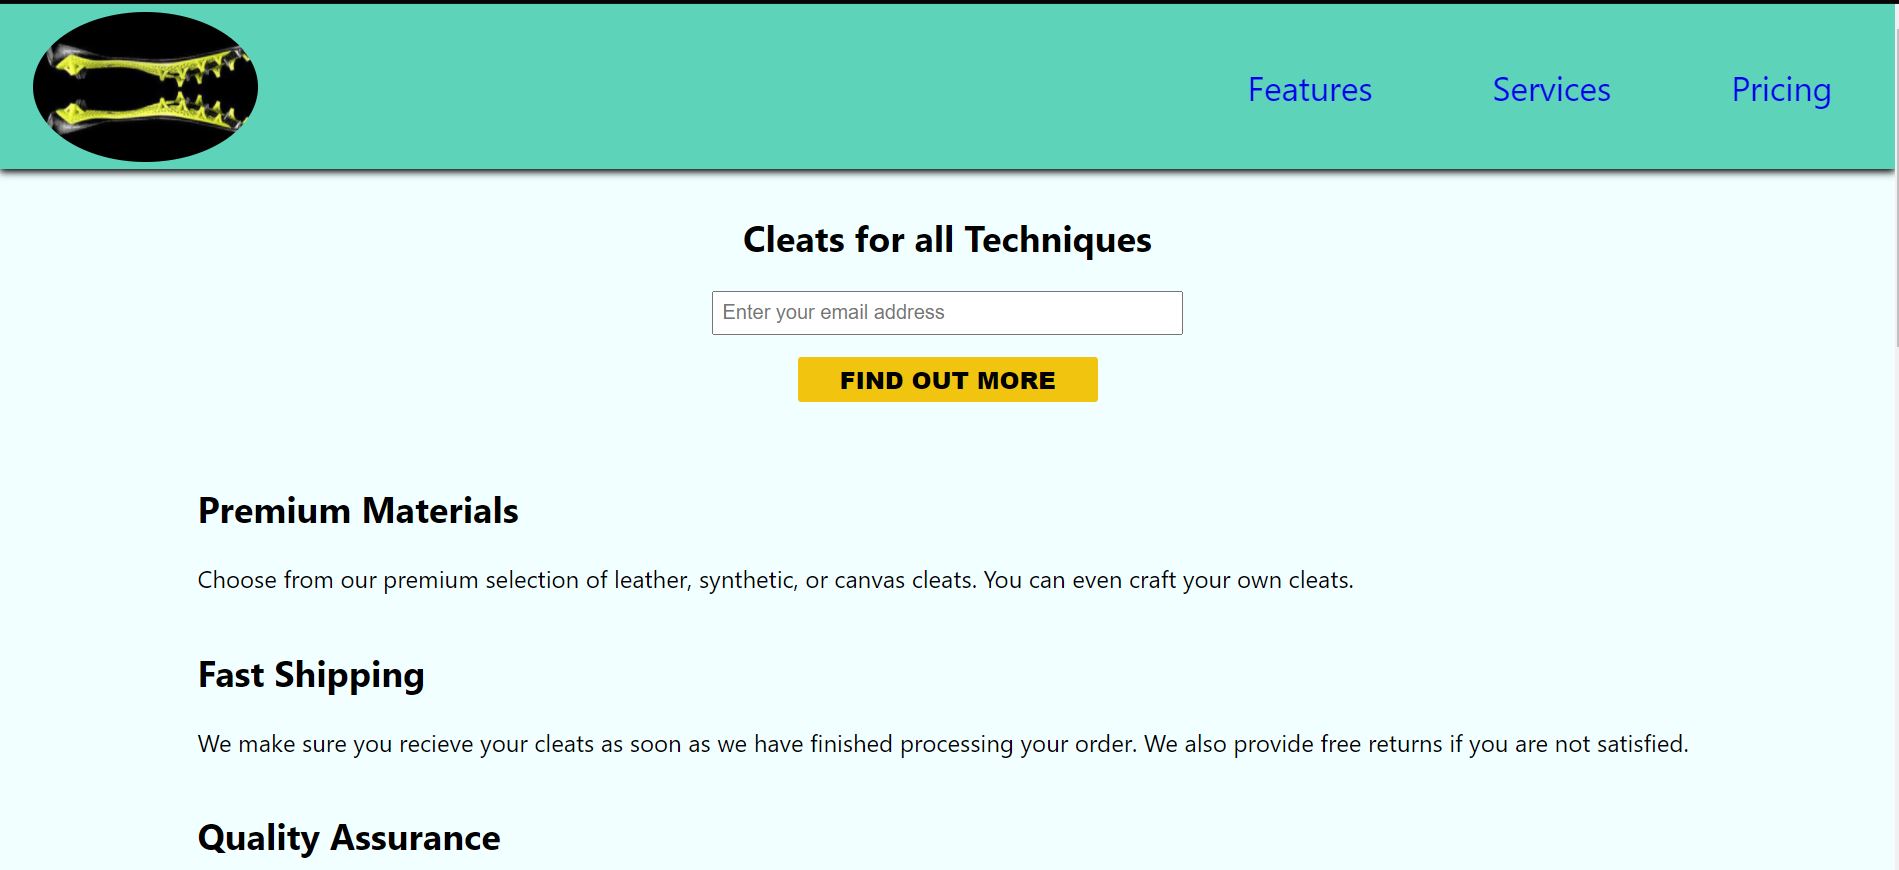 Features Services Pricing
Cleats for all Techniques
Enter your email address
FIND OUT MORE
Premium Materials
Choose from our premium selection of leather, synthetic, or canvas cleats. You can even craft your own cleats.
Fast Shipping
We make sure you recieve your cleats as soon as we have finished processing your order. We also provide free returns if you are not satisfied.
Quality Assurance